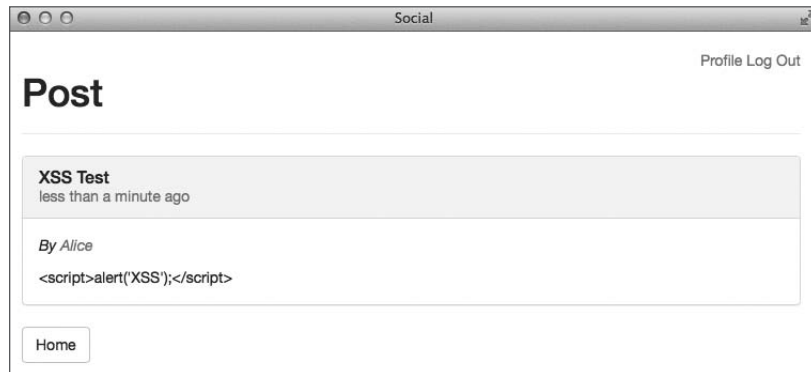 Social
Profile Log Out
Post
XSS Test
less than a minute ago
By Alice
<script>alert('XSS');</script>
Home